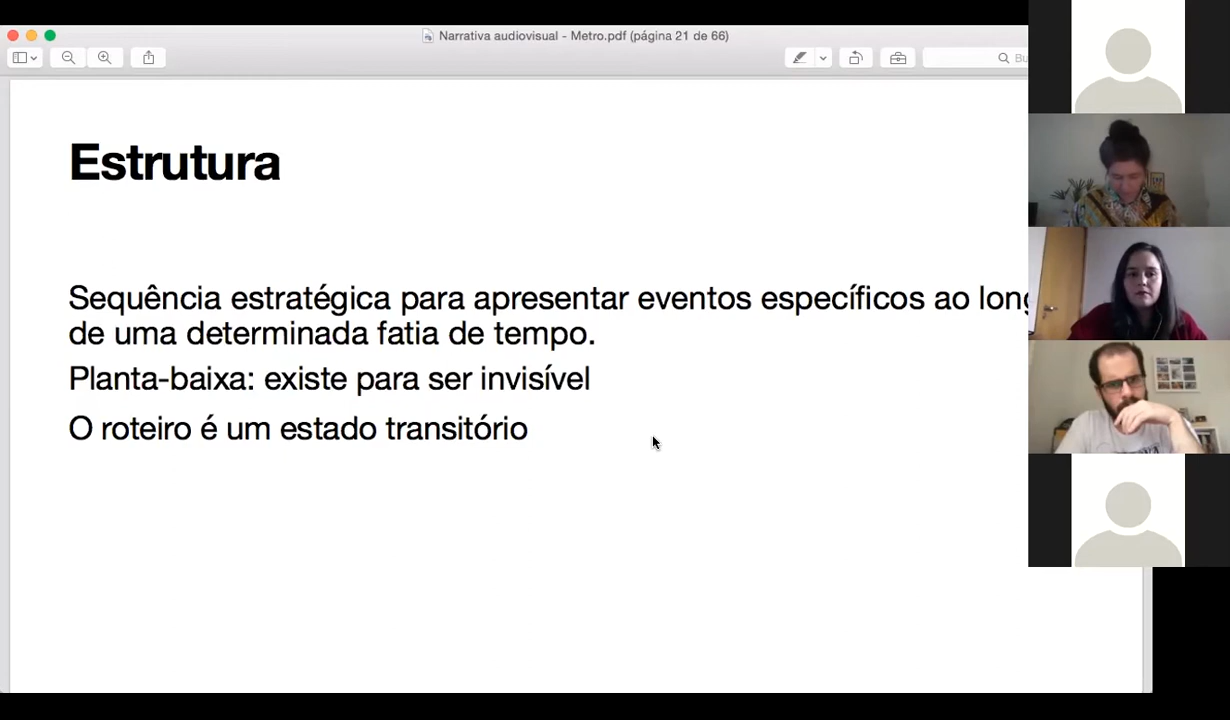 Narrativa audiovisual - Metro.pdf (página 21 de 66)
Estrutura
Sequência estratégica para apresentar eventos específicos ao
de uma determinada fatia de tempo.
Planta-baixa: existe para ser invisível
O roteiro é um estado transitório